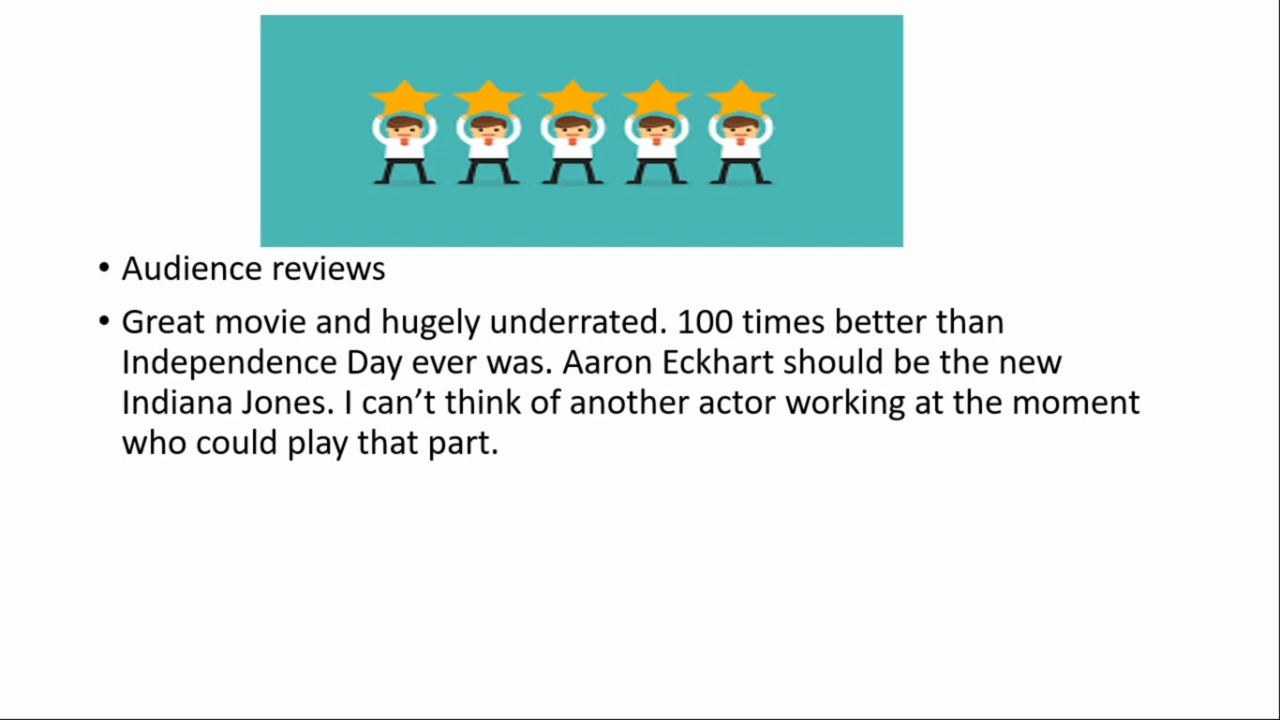 • Audience reviews
• Great movie and hugely underrated. 100 times better than
Independence Day ever was. Aaron Eckhart should be the new
Indiana Jones. I can’t think of another actor working at the moment
who could play that part.